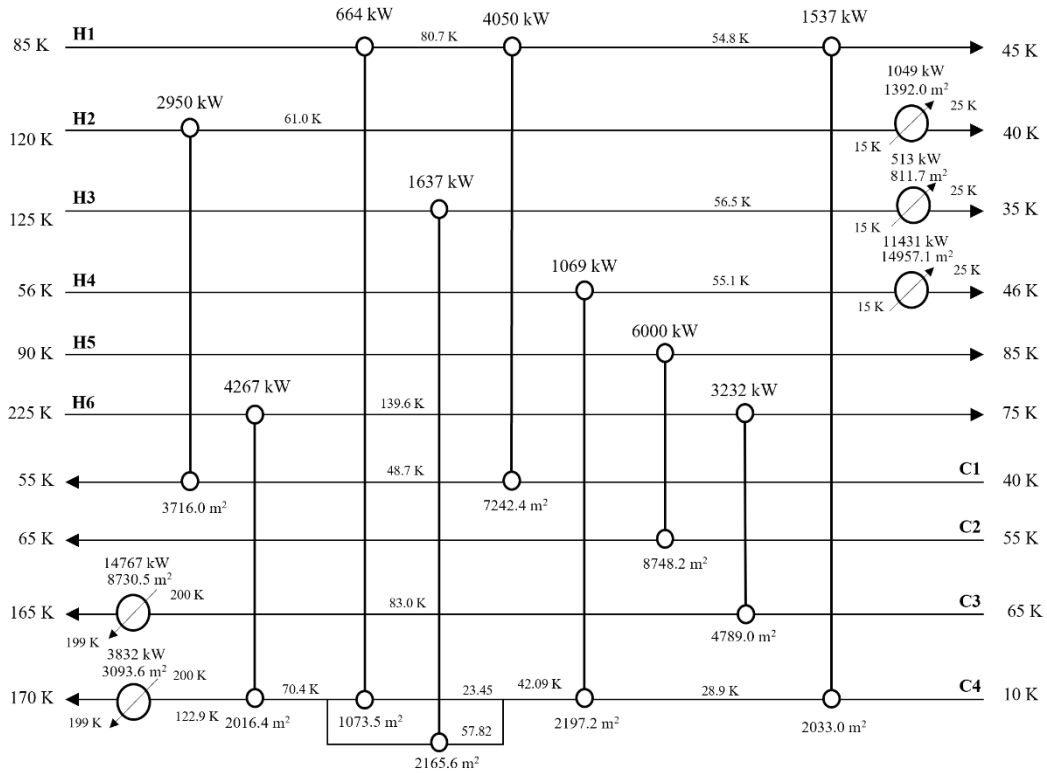 664 kW 4050 kW 1537 kW
85 K H1 80.7 K 54.8 K 45 K
1049 kW
1392.0 m²
2950 kW 25 K
120 K H2 61.0 K 15 K 40 K
513 kW
811.7 m²
1637 kW 25 K
125 K H3 56.5 K 15 K 35 K
11431 kW
14957.1 m²
1069 kW 25 K
56 K H4 55.1 K 15 K 46 K
6000 kW
90 K H5 85 K
4267 kW 3232 kW
225 K H6 139.6 K 75 K
55 K 48.7 K C1 40 K
3716.0 m² 7242.4 m²
65 K C2 55 K
8748.2 m²
14767 kW
8730.5 m²
200 K
165 K 83.0 K C3 65 K
199 K 4789.0 m²
3832 kW
3093.6 m²
200 K
170 K 70.4 K 23.45 42.09 K 28.9 K C4 10 K
199 K 122.9 K 2016.4 m² 1073.5 m² 57.82 2197.2 m² 2033.0 m²
2165.6 m²